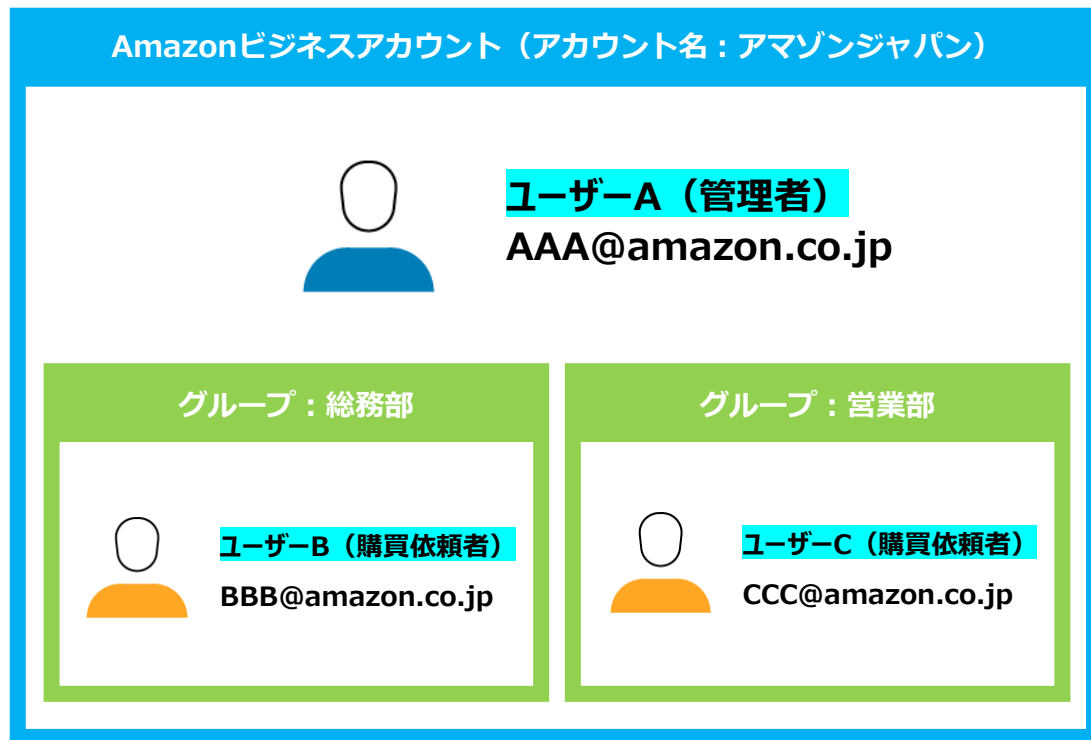 Amazonビジネスアカウント（アカウント名：アマゾンジャパン）
ユーザーA（管理者）
AAA@amazon.co.jp
グループ：総務部
ユーザーB（購買依頼者）
BBB@amazon.co.jp
グループ：営業部
ユーザーC（購買依頼者）
CCC@amazon.co.jp